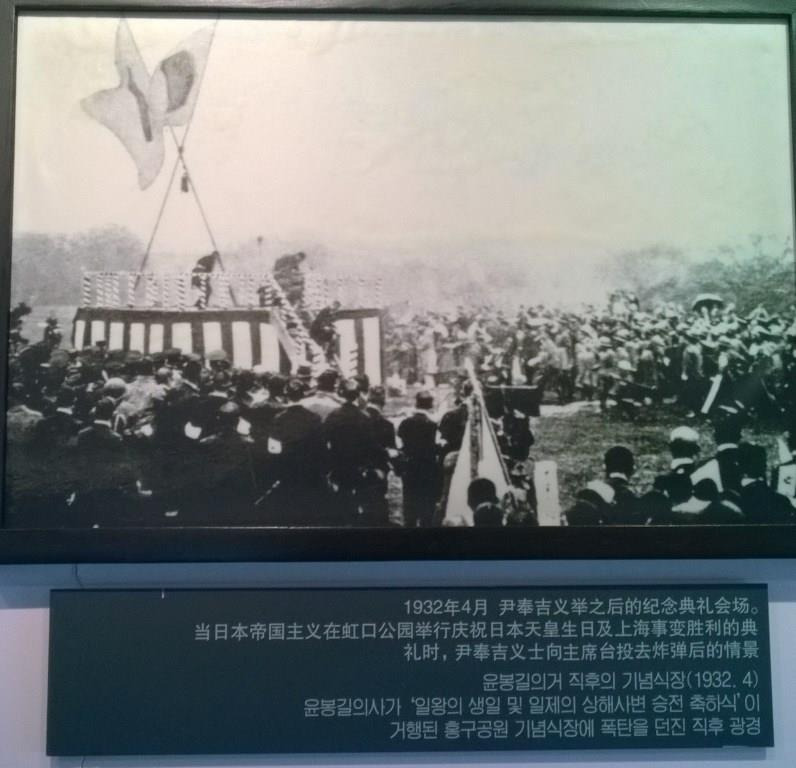 1932年4月 尹奉吉义举之后的纪念典礼会场。
当日本帝国主义在虹口公园举行庆祝日本天皇生日及上海事变胜利的典
礼时，尹奉吉义士向主席台投去炸弹后的情景
윤봉길의거 직후의 기념식장(1932. 4)
윤봉길의사가 ‘일왕의 생일 및 일제의 상해사변 승전 축하식’이
거행된 홍구공원 기념식장에 폭탄을 던진 직후 광경